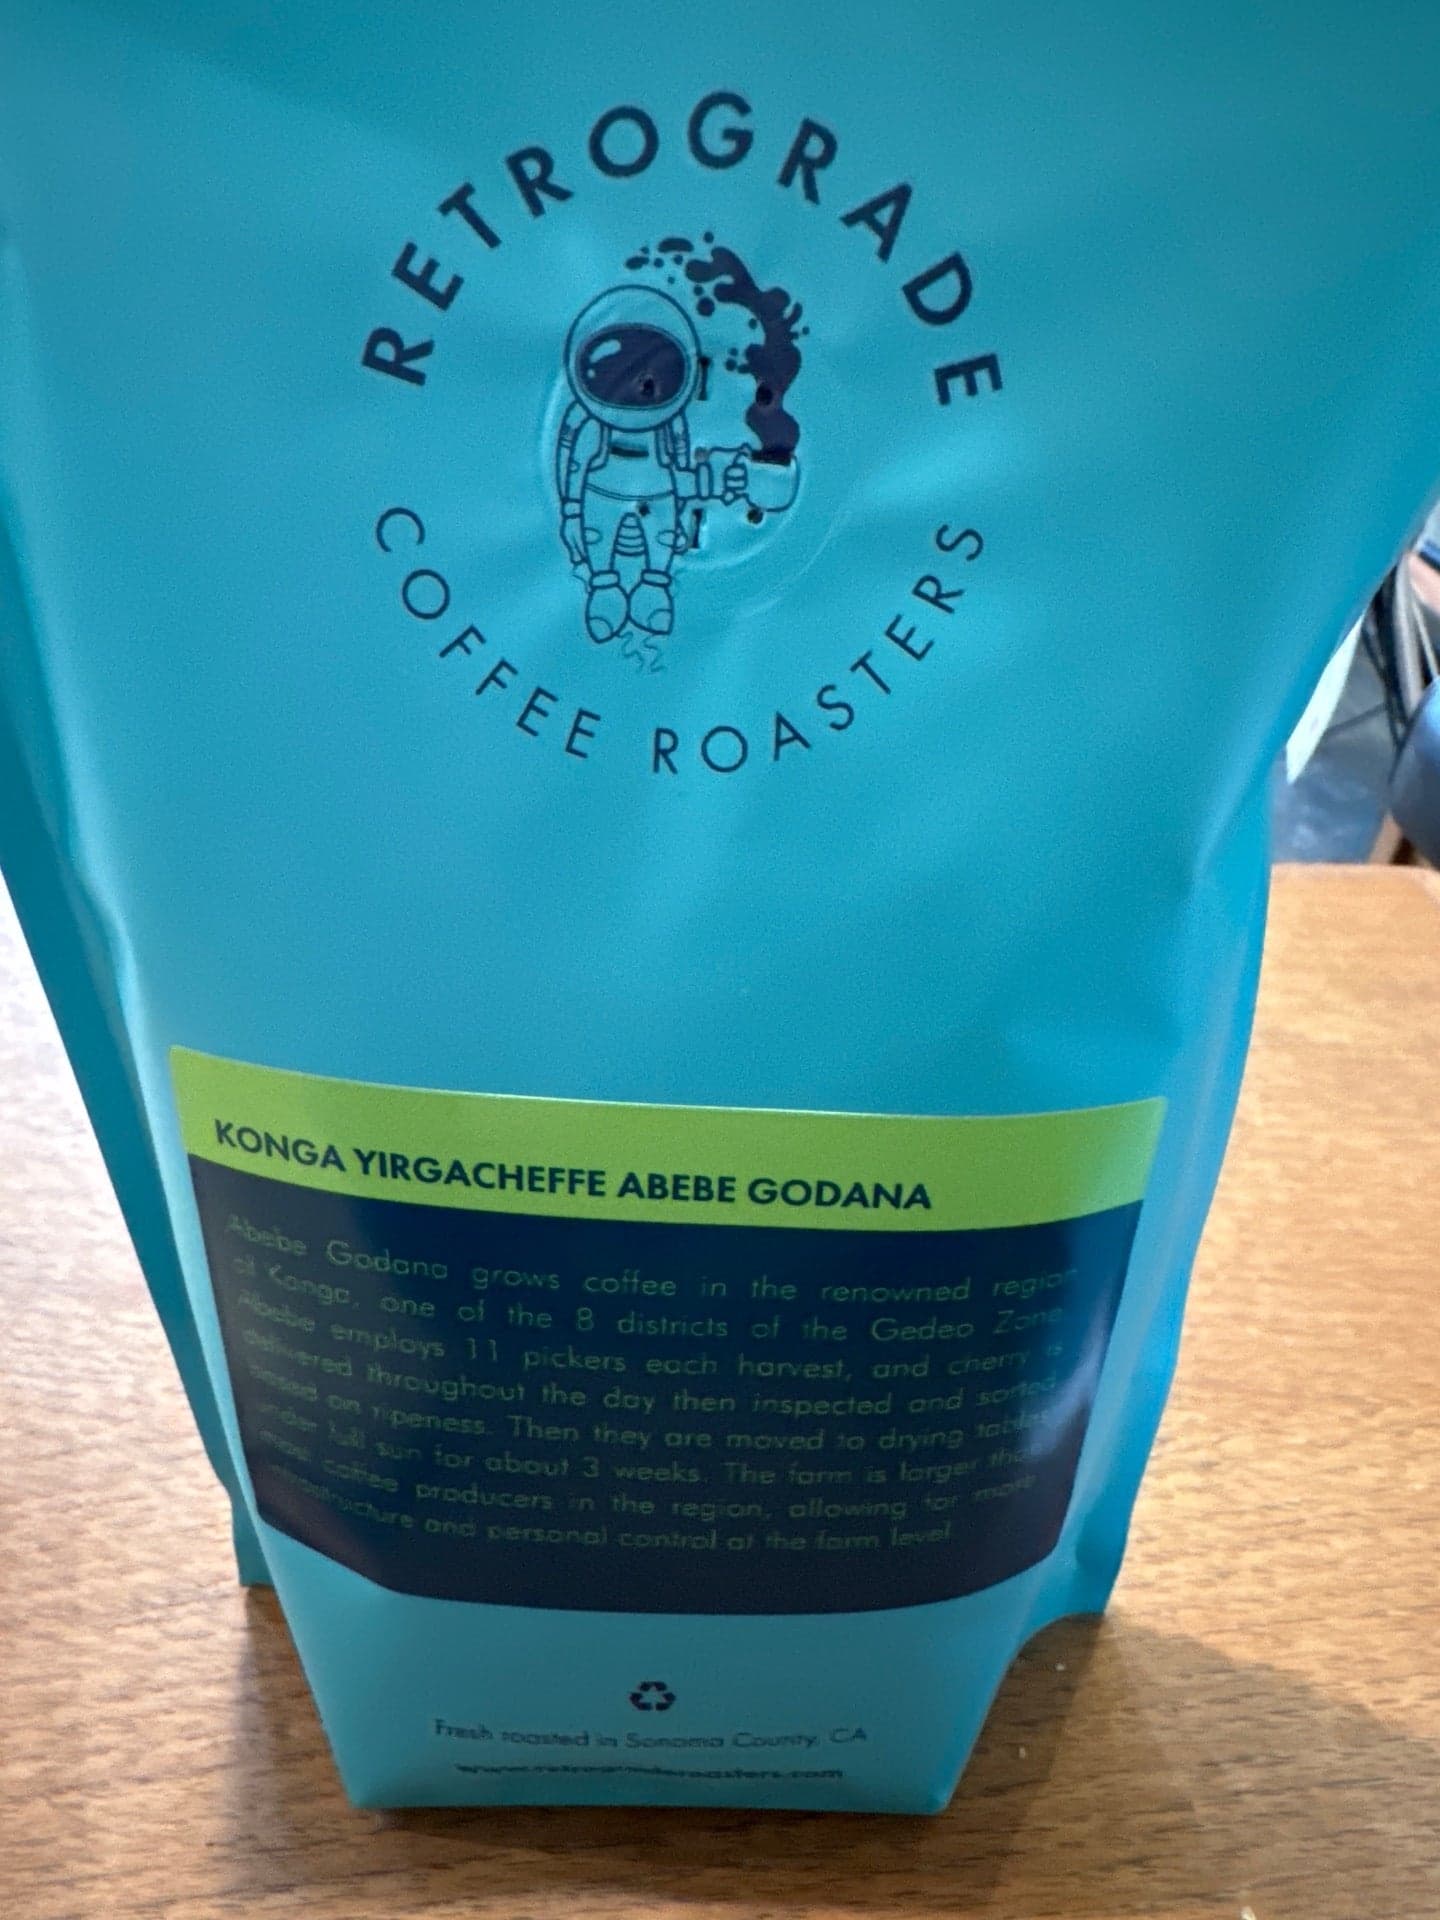 RETROGRADE
COFFEE ROASTERS
KONGA YIRGACHEFFE ABEBE GODANA
Abebe Godana grows coffee in the renowned region
of Konga, one of the 8 districts of the Gedeo Zone
Abebe employs 11 pickers each harvest, and cherry is
delivered throughout the day then inspected and sorted
based on ripeness. Then they are moved to drying tables
under full sun for about 3 weeks. The farm is larger than
most coffee producers in the region, allowing for more
infrastructure and personal control at the farm level
Fresh roasted in Sonoma County, CA
www.retrograderoasters.com